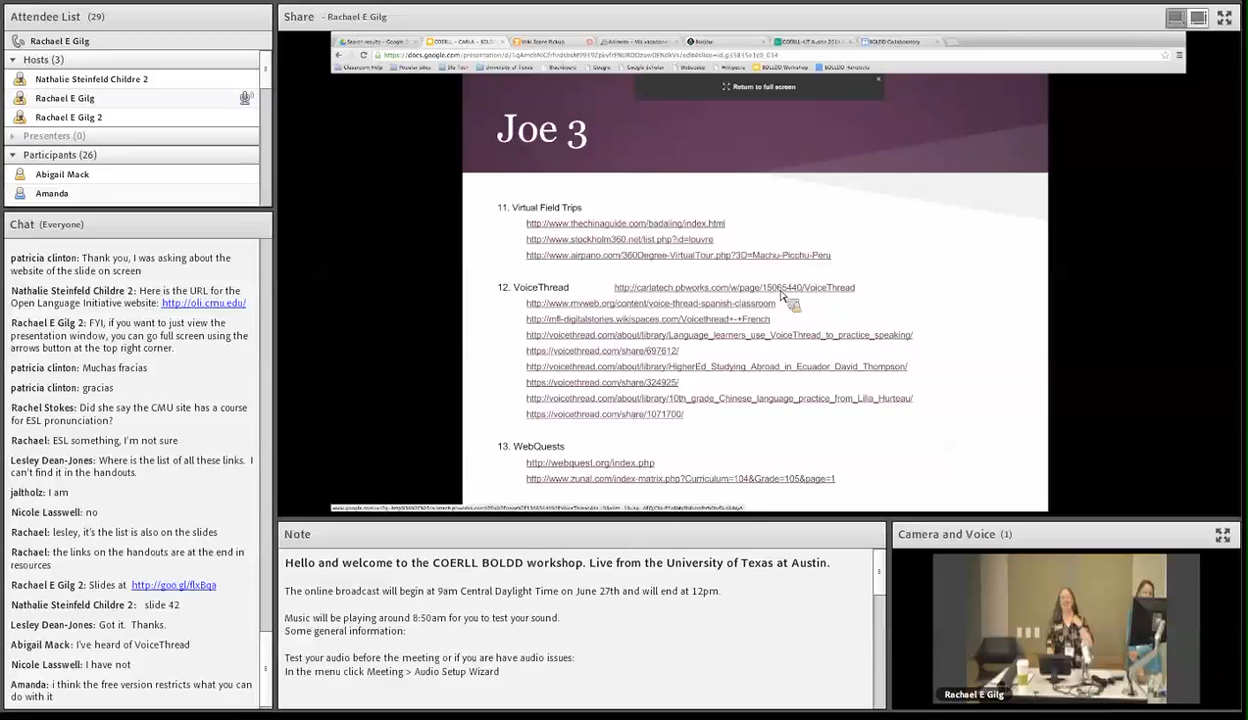 Attendee List (29)
Rachael E Gilg
Hosts (3)
Nathalie Steinfeld Childre 2
Rachael E Gilg
Rachael E Gilg 2
Presenters (0)
Participants (26)
Abigail Mack
Amanda
Chat (Everyone)
patricia clinton: Thank you, I was asking about the
website of the slide on screen
Nathalie Steinfeld Childre 2: Here is the URL for the
Open Language Initiative website: http://oli.cmu.edu/
Rachael E Gilg 2: FYI, if you want to just view the
presentation window, you can go full screen using the
arrows button at the top right corner.
patricia clinton: Muchas fracias
patricia clinton: gracias
Rachel Stokes: Did she say the CMU site has a course
for ESL pronunciation?
Rachael: ESL something, I'm not sure
Lesley Dean-Jones: Where is the list of all these links. I
can't find it in the handouts.
jaltholz: I am
Nicole Lasswell: no
Rachael: lesley, it's the list is also on the slides
Rachael: the links on the handouts are at the end in
resources
Rachael E Gilg 2: Slides at http://goo.gl/flxBqa
Nathalie Steinfeld Childre 2: slide 42
Lesley Dean-Jones: Got it. Thanks.
Abigail Mack: I've heard of VoiceThread
Nicole Lasswell: I have not
Amanda: i think the free version restricts what you can
do with it
Share - Rachael E Gilg
Return to full screen
Joe 3
11. Virtual Field Trips
http://www.thechinaguide.com/badaling/index.html
http://www.stockholm360.net/list.php?id=louvre
http://www.airpano.com/360Degree-VirtualTour.php?3D=Machu-Picchu-Peru
12. VoiceThread http://carlatech.pbworks.com/w/page/15065440/VoiceThread
http://www.mvweb.org/content/voice-thread-spanish-classroom
http://mfl-digitalstories.wikispaces.com/Voicethread+-+French
http://voicethread.com/about/library/Language_learners_use_VoiceThread_to_practice_speaking/
https://voicethread.com/share/697612/
http://voicethread.com/about/library/HigherEd_Studying_Abroad_in_Ecuador_David_Thompson/
https://voicethread.com/share/324925/
http://voicethread.com/about/library/10th_grade_Chinese_language_practice_from_Lilia_Hurteau/
https://voicethread.com/share/1071700/
13. WebQuests
http://webquest.org/index.php
http://www.zunal.com/index-matrix.php?Curriculum=104&Grade=105&page=1
Note
Hello and welcome to the COERLL BOLDD workshop. Live from the University of Texas at Austin.
The online broadcast will begin at 9am Central Daylight Time on June 27th and will end at 12pm.
Music will be playing around 8:50am for you to test your sound.
Some general information:
Test your audio before the meeting or if you are have audio issues:
In the menu click Meeting > Audio Setup Wizard
Camera and Voice (1)
Rachael E Gilg